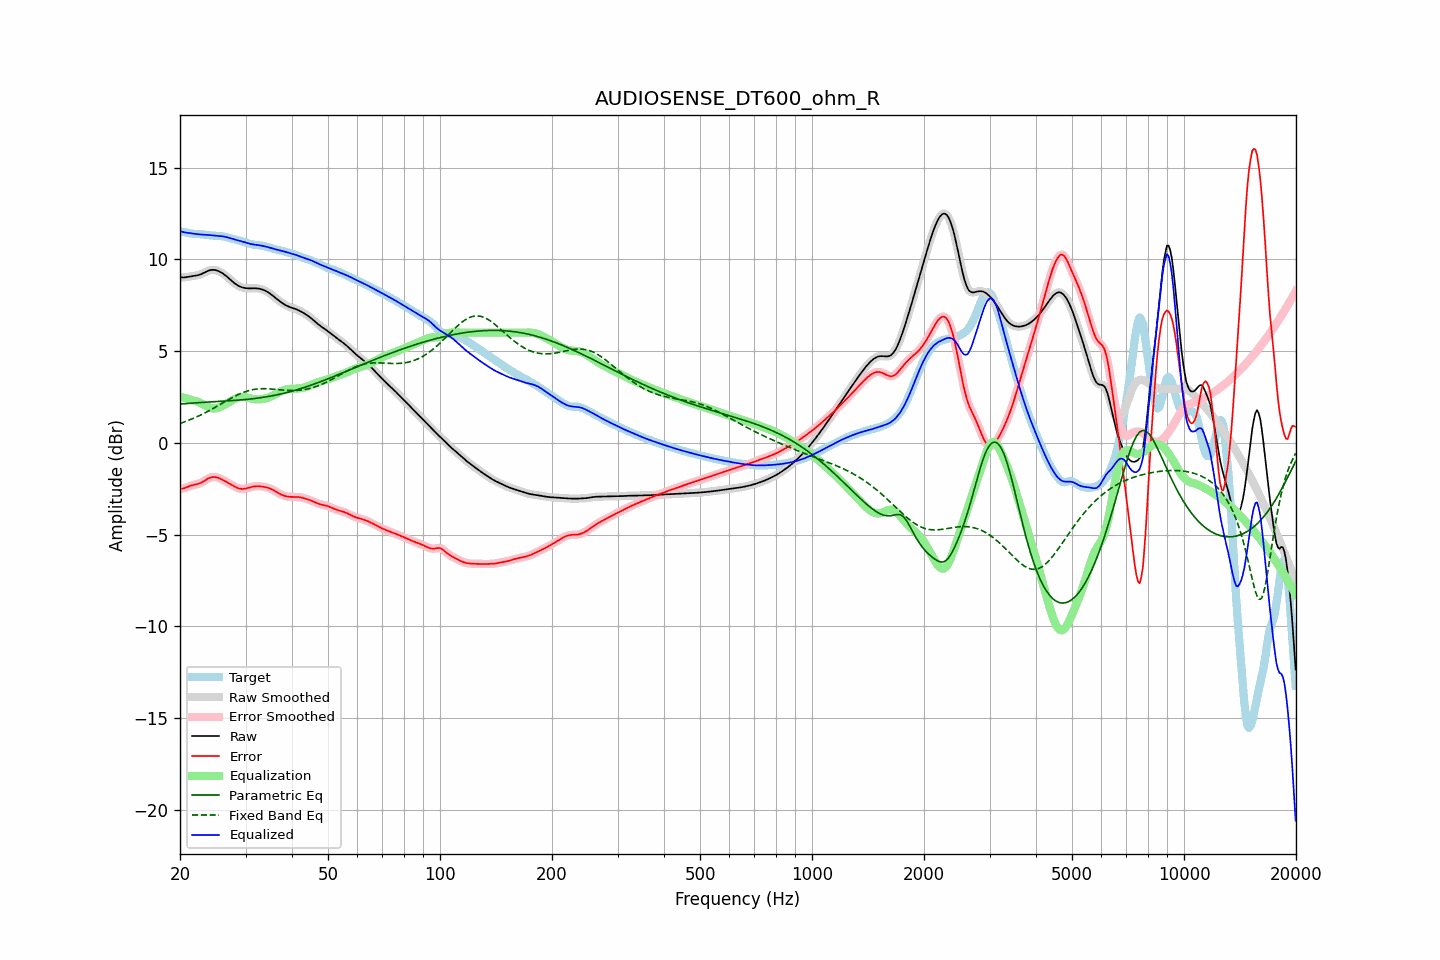 AUDIOSENSE_DT600_ohm_R
Amplitude (dBr)
15
10
5
0
−5
−10
−15
−20
Target
Raw Smoothed
Error Smoothed
Raw
Error
Equalization
Parametric Eq
Fixed Band Eq
Equalized
20 50 100 200 500 1000 2000 5000 10000 20000
Frequency (Hz)